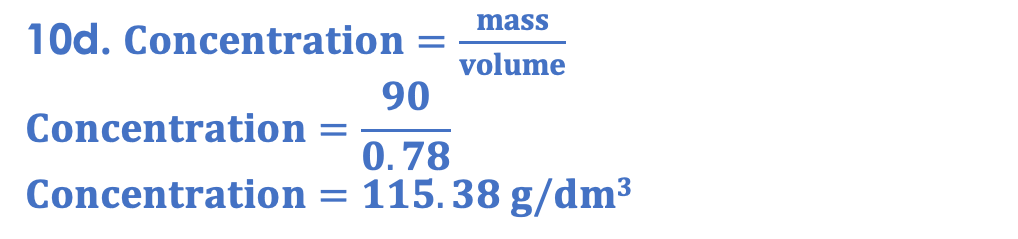 10d. Concentration = mass/volume
Concentration = 90/0.78
Concentration = 115.38 g/dm³